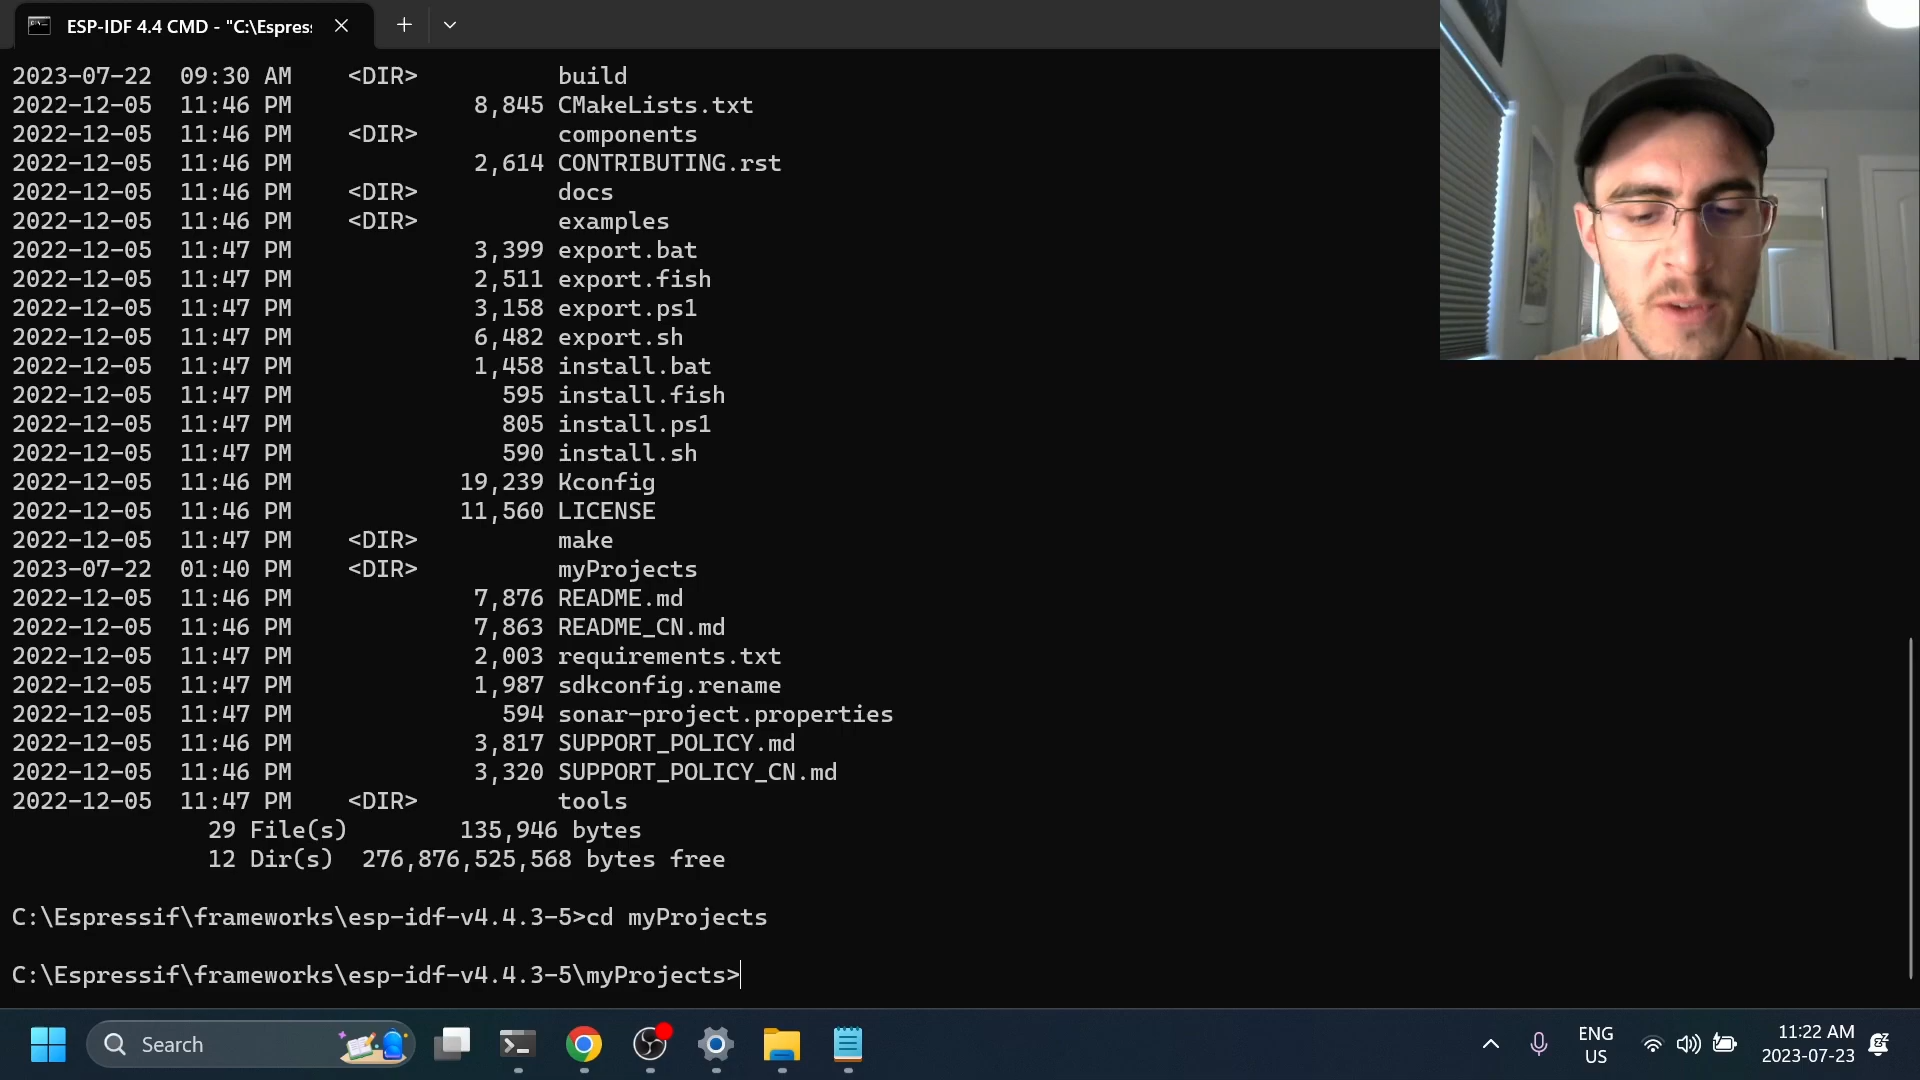 ESP-IDF 4.4 CMD - "C:\Espres
2023-07-22  09:30 AM    <DIR>          build
2022-12-05  11:46 PM             8,845 CMakeLists.txt
2022-12-05  11:46 PM    <DIR>          components
2022-12-05  11:46 PM             2,614 CONTRIBUTING.rst
2022-12-05  11:46 PM    <DIR>          docs
2022-12-05  11:46 PM    <DIR>          examples
2022-12-05  11:47 PM             3,399 export.bat
2022-12-05  11:47 PM             2,511 export.fish
2022-12-05  11:47 PM             3,158 export.ps1
2022-12-05  11:47 PM             6,482 export.sh
2022-12-05  11:47 PM             1,458 install.bat
2022-12-05  11:47 PM               595 install.fish
2022-12-05  11:47 PM               805 install.ps1
2022-12-05  11:47 PM               590 install.sh
2022-12-05  11:46 PM            19,239 Kconfig
2022-12-05  11:46 PM            11,560 LICENSE
2022-12-05  11:47 PM    <DIR>          make
2023-07-22  01:40 PM    <DIR>          myProjects
2022-12-05  11:46 PM             7,876 README.md
2022-12-05  11:46 PM             7,863 README_CN.md
2022-12-05  11:47 PM             2,003 requirements.txt
2022-12-05  11:47 PM             1,987 sdkconfig.rename
2022-12-05  11:47 PM               594 sonar-project.properties
2022-12-05  11:46 PM             3,817 SUPPORT_POLICY.md
2022-12-05  11:46 PM             3,320 SUPPORT_POLICY_CN.md
2022-12-05  11:47 PM    <DIR>          tools
29 File(s)        135,946 bytes
12 Dir(s)  276,876,525,568 bytes free
C:\Espressif\frameworks\esp-idf-v4.4.3-5>cd myProjects
C:\Espressif\frameworks\esp-idf-v4.4.3-5\myProjects>
Search
ENG
US
11:22 AM
2023-07-23